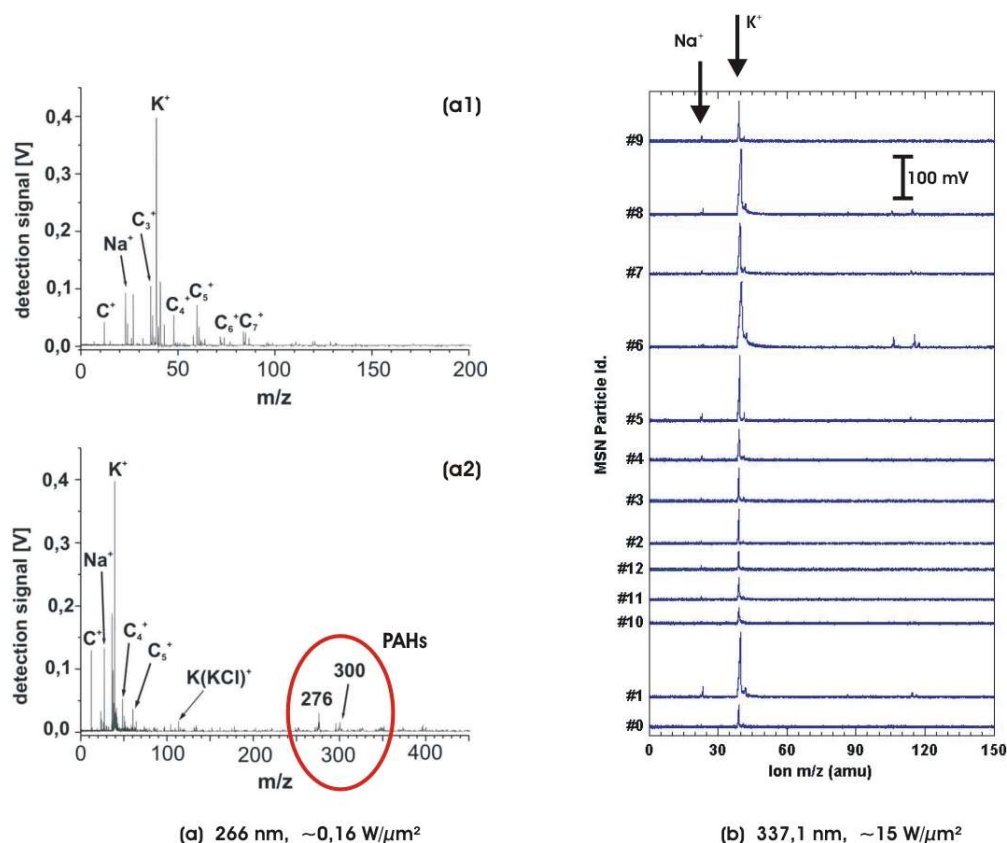 (a1)
detection signal [V]
0,4
0,3
0,2
0,1
0,0
K⁺
C₃⁺
Na⁺
C⁺
C₄⁺
C₅⁺
C₆⁺
C₇⁺
0 50 100 150 200
m/z
(a2)
detection signal [V]
0,4
0,3
0,2
0,1
0,0
K⁺
Na⁺
C⁺
C₄⁺
C₅⁺
K(KCl)⁺
PAHs
276
300
0 100 200 300 400
m/z
(a) 266 nm, ~0,16 W/µm²
Na⁺
K⁺
100 mV
MSN Particle Id.
#9
#8
#7
#6
#5
#4
#3
#2
#12
#11
#10
#1
#0
0 30 60 90 120 150
Ion m/z (amu)
(b) 337,1 nm, ~15 W/µm²